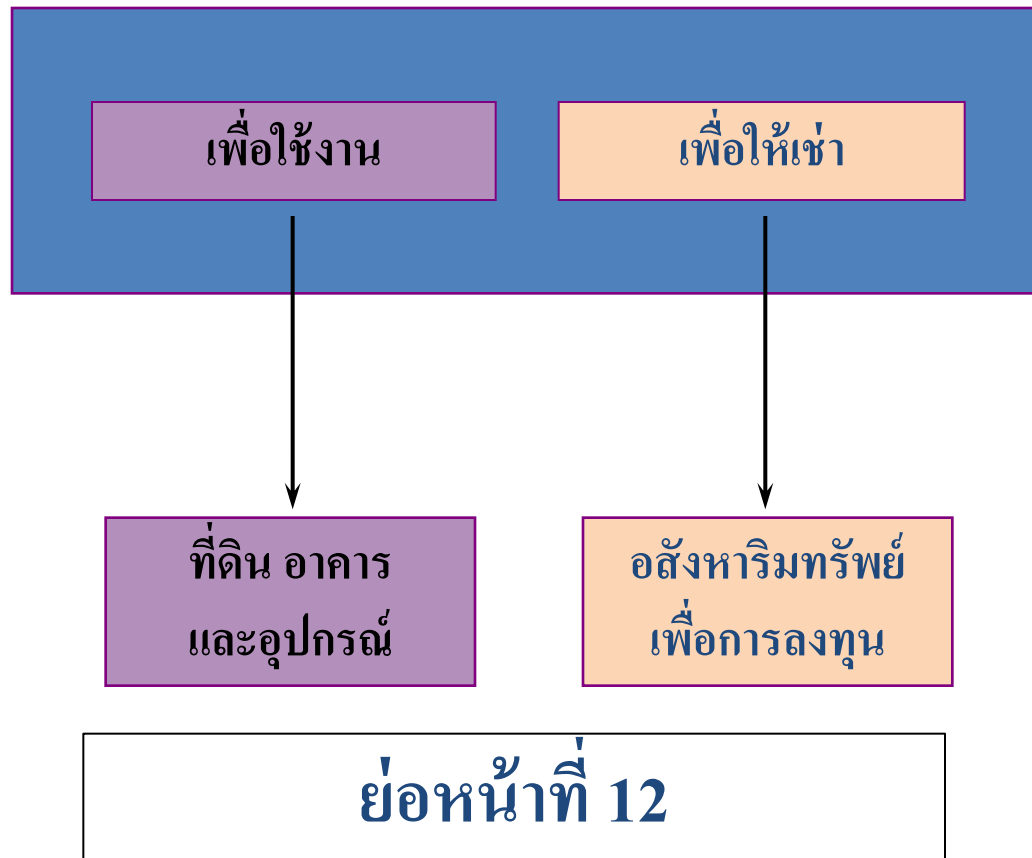 เพื่อใช้งาน
เพื่อให้เช่า
ที่ดิน อาคาร
และอุปกรณ์
อสังหาริมทรัพย์
เพื่อการลงทุน
ย่อหน้าที่ 12